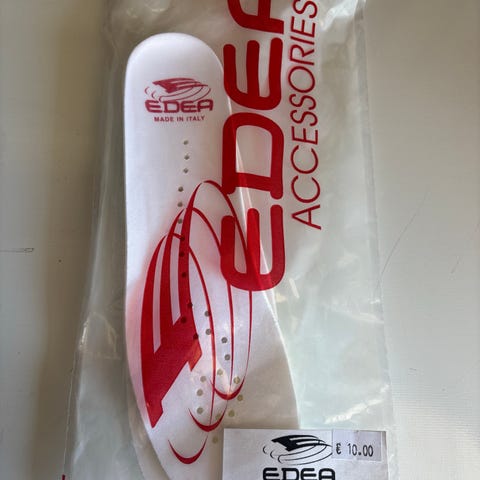 EDEA
MADE IN ITALY
EDEA
ACCESSORIES
€ 10.00
EDEA